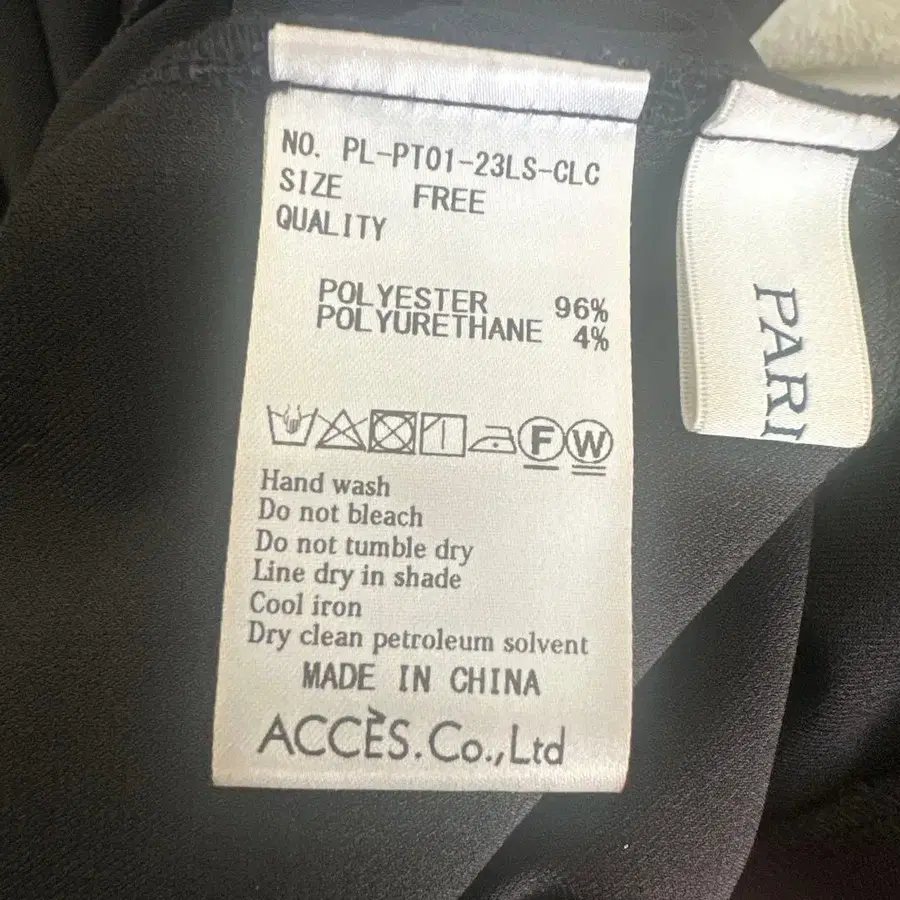 NO. PL-PT01-23LS-CLC
SIZE FREE
QUALITY
POLYESTER 96%
POLYURETHANE 4%
F W
Hand wash
Do not bleach
Do not tumble dry
Line dry in shade
Cool iron
Dry clean petroleum solvent
MADE IN CHINA
ACCÈS.Co.,Ltd
PARI